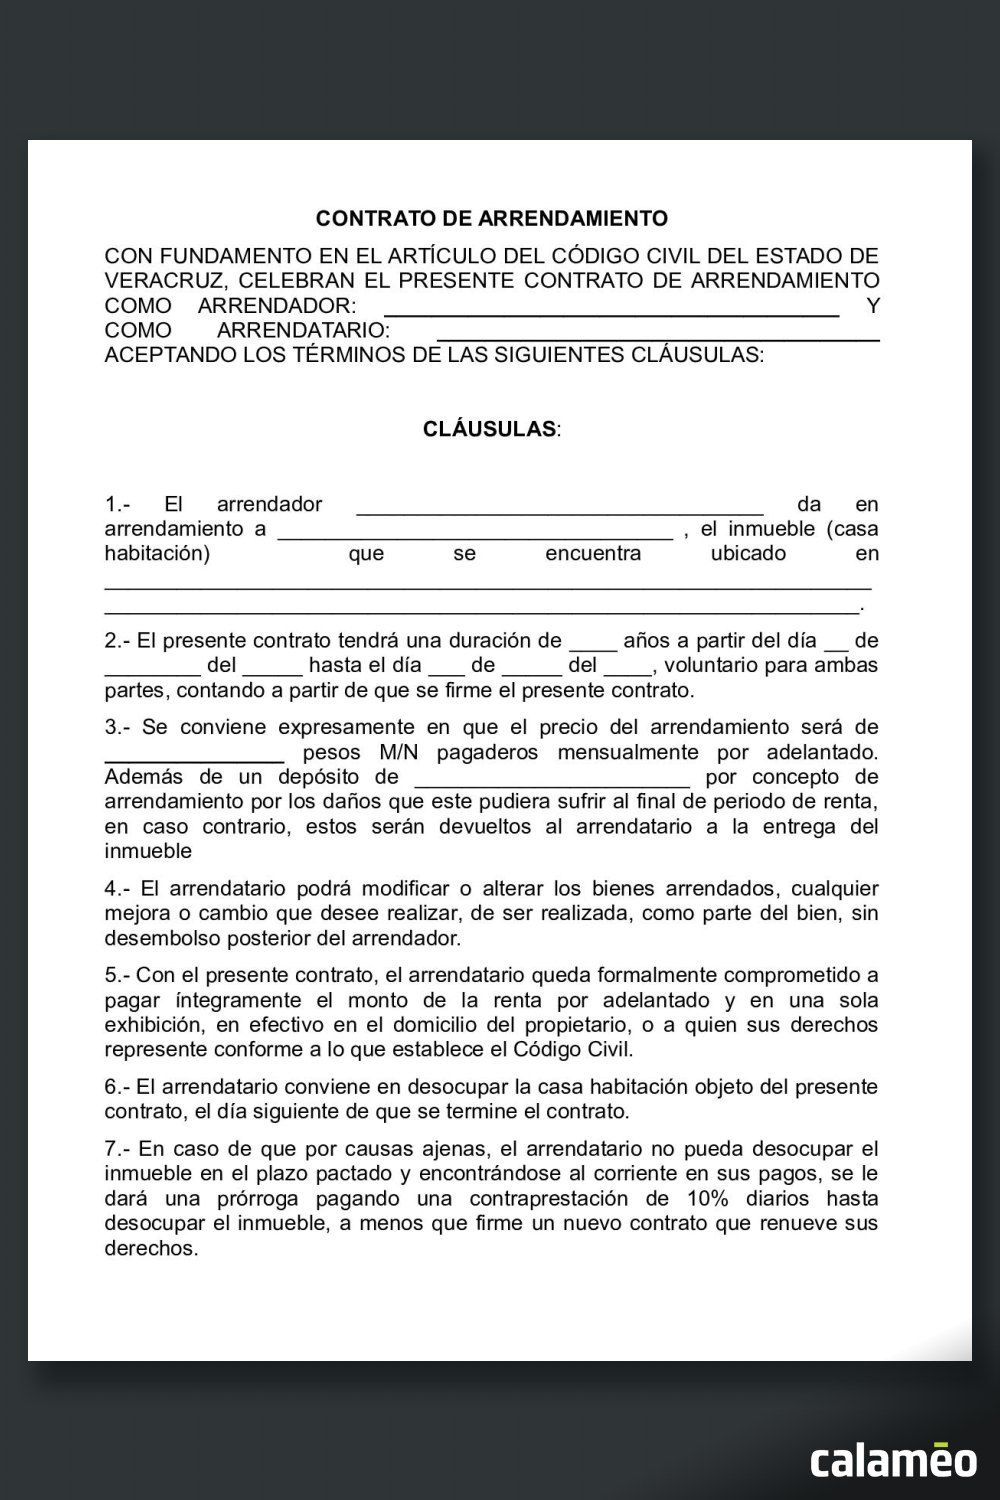 CONTRATO DE ARRENDAMIENTO
CON FUNDAMENTO EN EL ARTÍCULO DEL CÓDIGO CIVIL DEL ESTADO DE
VERACRUZ, CELEBRAN EL PRESENTE CONTRATO DE ARRENDAMIENTO
COMO ARRENDADOR: ______________________________________ Y
COMO ARRENDATARIO: _____________________________________
ACEPTANDO LOS TÉRMINOS DE LAS SIGUIENTES CLÁUSULAS:
CLÁUSULAS:
1.- El arrendador __________________________________ da en
arrendamiento a _________________________________ , el inmueble (casa
habitación) que se encuentra ubicado en
________________________________________________________________
_______________________________________________________________.
2.- El presente contrato tendrá una duración de ____ años a partir del día __ de
________ del _____ hasta el día ___ de _____ del ____, voluntario para ambas
partes, contando a partir de que se firme el presente contrato.
3.- Se conviene expresamente en que el precio del arrendamiento será de
_______________ pesos M/N pagaderos mensualmente por adelantado.
Además de un depósito de _______________________ por concepto de
arrendamiento por los daños que este pudiera sufrir al final de periodo de renta,
en caso contrario, estos serán devueltos al arrendatario a la entrega del
inmueble
4.- El arrendatario podrá modificar o alterar los bienes arrendados, cualquier
mejora o cambio que desee realizar, de ser realizada, como parte del bien, sin
desembolso posterior del arrendador.
5.- Con el presente contrato, el arrendatario queda formalmente comprometido a
pagar íntegramente el monto de la renta por adelantado y en una sola
exhibición, en efectivo en el domicilio del propietario, o a quien sus derechos
represente conforme a lo que establece el Código Civil.
6.- El arrendatario conviene en desocupar la casa habitación objeto del presente
contrato, el día siguiente de que se termine el contrato.
7.- En caso de que por causas ajenas, el arrendatario no pueda desocupar el
inmueble en el plazo pactado y encontrándose al corriente en sus pagos, se le
dará una prórroga pagando una contraprestación de 10% diarios hasta
desocupar el inmueble, a menos que firme un nuevo contrato que renueve sus
derechos.
calamēo